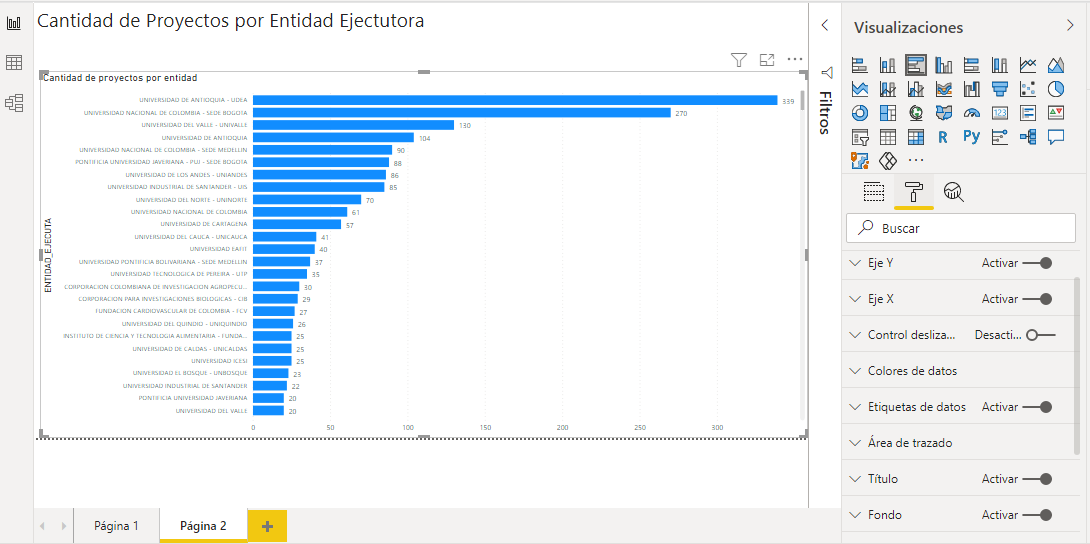 Cantidad de Proyectos por Entidad Ejectutora
Cantidad de proyectos por entidad
ENTIDAD_EJECUTA
UNIVERSIDAD DE ANTIOQUIA - UDEA 339
UNIVERSIDAD NACIONAL DE COLOMBIA - SEDE BOGOTA 270
UNIVERSIDAD DEL VALLE - UNIVALLE 130
UNIVERSIDAD DE ANTIOQUIA 104
UNIVERSIDAD NACIONAL DE COLOMBIA - SEDE MEDELLIN 90
PONTIFICIA UNIVERSIDAD JAVERIANA - PUJ - SEDE BOGOTA 88
UNIVERSIDAD DE LOS ANDES - UNIANDES 86
UNIVERSIDAD INDUSTRIAL DE SANTANDER - UIS 85
UNIVERSIDAD DEL NORTE - UNINORTE 70
UNIVERSIDAD NACIONAL DE COLOMBIA 61
UNIVERSIDAD DE CARTAGENA 57
UNIVERSIDAD DEL CAUCA - UNICAUCA 41
UNIVERSIDAD EAFIT 40
UNIVERSIDAD PONTIFICIA BOLIVARIANA - SEDE MEDELLIN 37
UNIVERSIDAD TECNOLOGICA DE PEREIRA - UTP 35
CORPORACION COLOMBIANA DE INVESTIGACION AGROPECU... 30
CORPORACION PARA INVESTIGACIONES BIOLOGICAS - CIB 29
FUNDACION CARDIOVASCULAR DE COLOMBIA - FCV 27
UNIVERSIDAD DEL QUINDIO - UNIQUINDIO 26
INSTITUTO DE CIENCIA Y TECNOLOGIA ALIMENTARIA - FUNDA... 25
UNIVERSIDAD DE CALDAS - UNICALDAS 25
UNIVERSIDAD ICESI 25
UNIVERSIDAD EL BOSQUE - UNBOSQUE 23
UNIVERSIDAD INDUSTRIAL DE SANTANDER 22
PONTIFICIA UNIVERSIDAD JAVERIANA 20
UNIVERSIDAD DEL VALLE 20
0 50 100 150 200 250 300
Página 1 Página 2 +
Filtros
Visualizaciones
123
R Py
Buscar
Eje Y Activar
Eje X Activar
Control desliza... Desacti...
Colores de datos
Etiquetas de datos Activar
Área de trazado
Título Activar
Fondo Activar